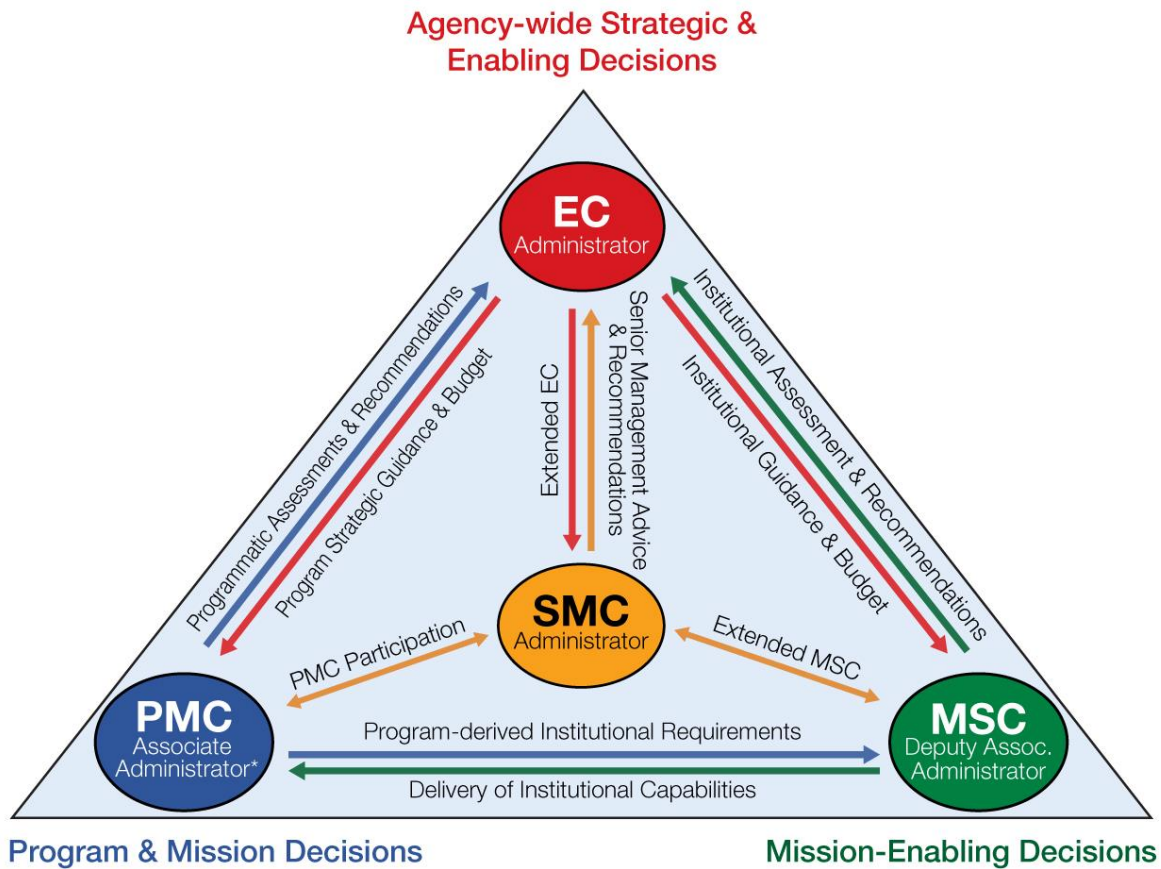 Agency-wide Strategic &
Enabling Decisions
EC
Administrator
Programmatic Assessments & Recommendations
Program Strategic Guidance & Budget
Extended EC
Senior Management Advice
& Recommendations
Institutional Assessment & Recommendations
Institutional Guidance & Budget
SMC
Administrator
PMC Participation
Extended MSC
PMC
Associate
Administrator*
Program-derived Institutional Requirements
Delivery of Institutional Capabilities
MSC
Deputy Assoc.
Administrator
Program & Mission Decisions
Mission-Enabling Decisions